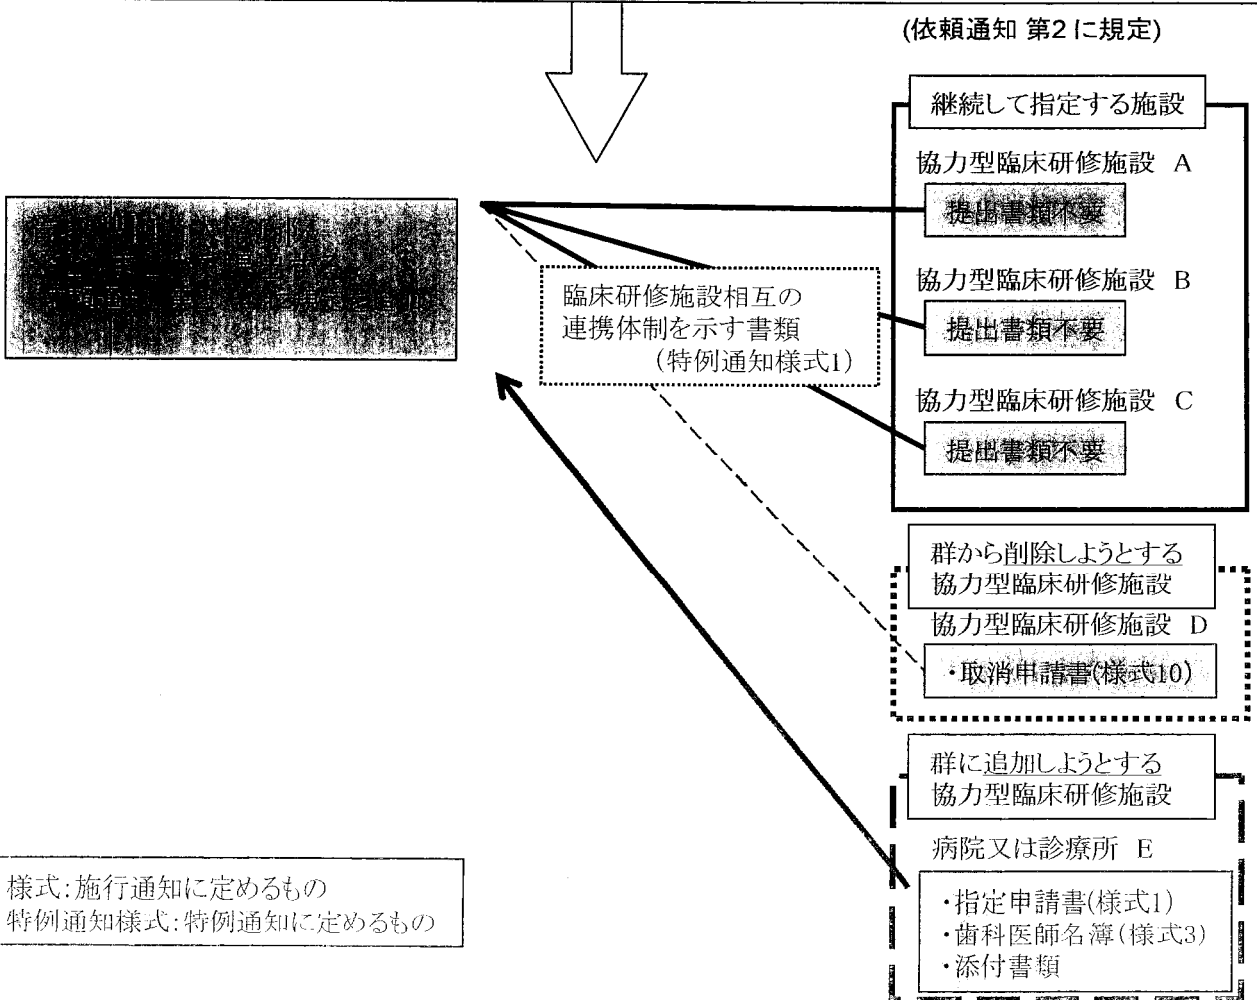 (依頼通知 第2 に規定)
継続して指定する施設
協力型臨床研修施設 A
提出書類不要
協力型臨床研修施設 B
提出書類不要
協力型臨床研修施設 C
提出書類不要
臨床研修施設相互の
連携体制を示す書類
(特例通知様式1)
群から削除しようとする
協力型臨床研修施設
協力型臨床研修施設 D
・取消申請書(様式10)
群に追加しようとする
協力型臨床研修施設
病院又は診療所 E
・指定申請書(様式1)
・歯科医師名簿(様式3)
・添付書類
様式:施行通知に定めるもの
特例通知様式:特例通知に定めるもの